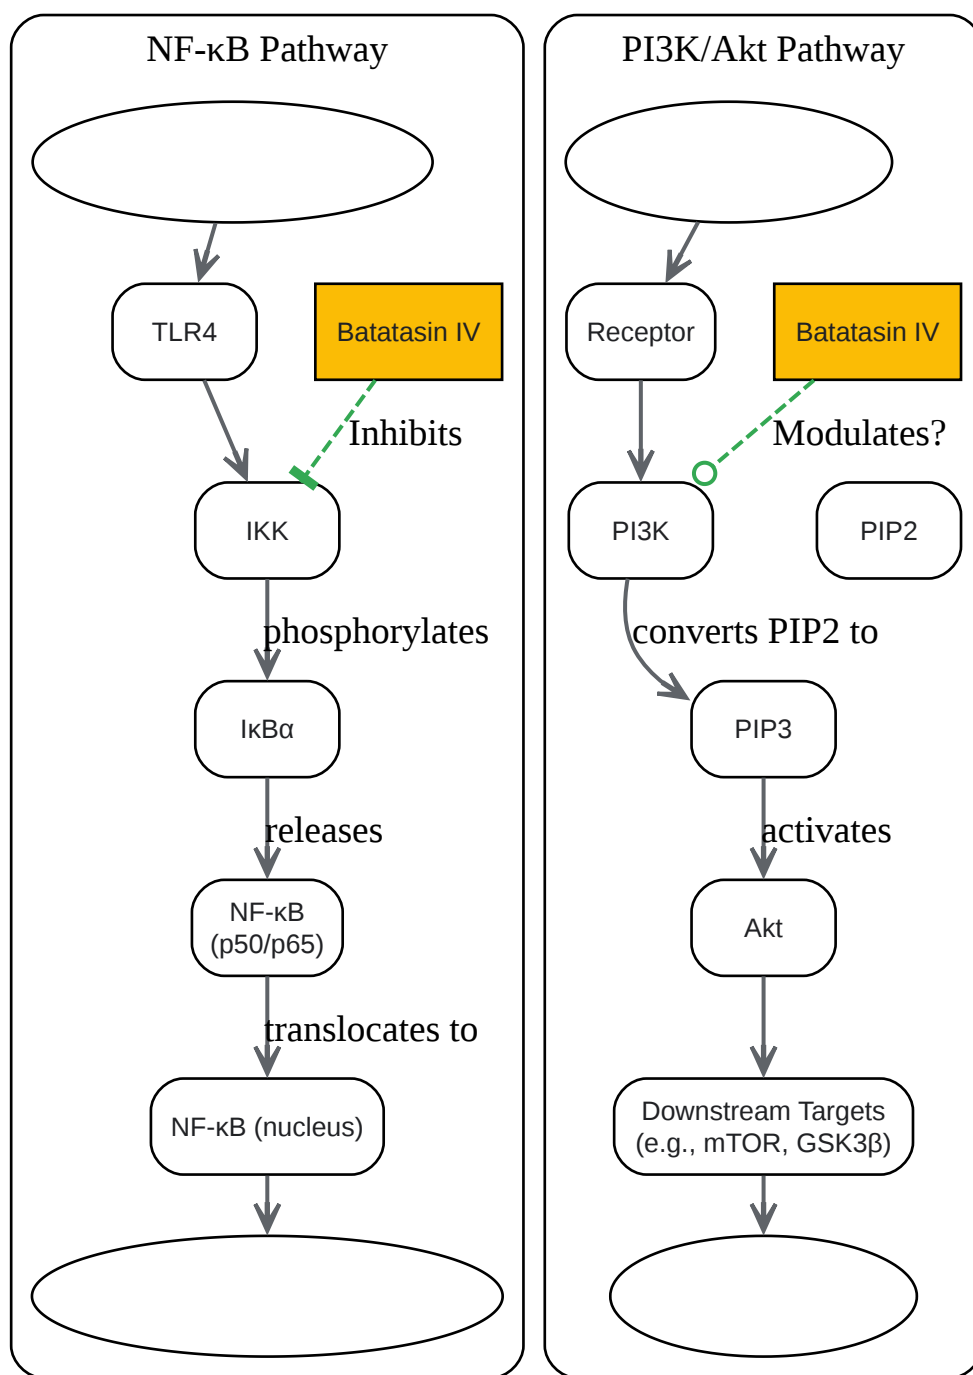 NF-κB Pathway
TLR4
Batatasin IV
Inhibits
IKK
phosphorylates
IκBα
releases
NF-κB
(p50/p65)
translocates to
NF-κB (nucleus)
PI3K/Akt Pathway
Receptor
Batatasin IV
Modulates?
PI3K
PIP2
converts PIP2 to
PIP3
activates
Akt
Downstream Targets
(e.g., mTOR, GSK3β)